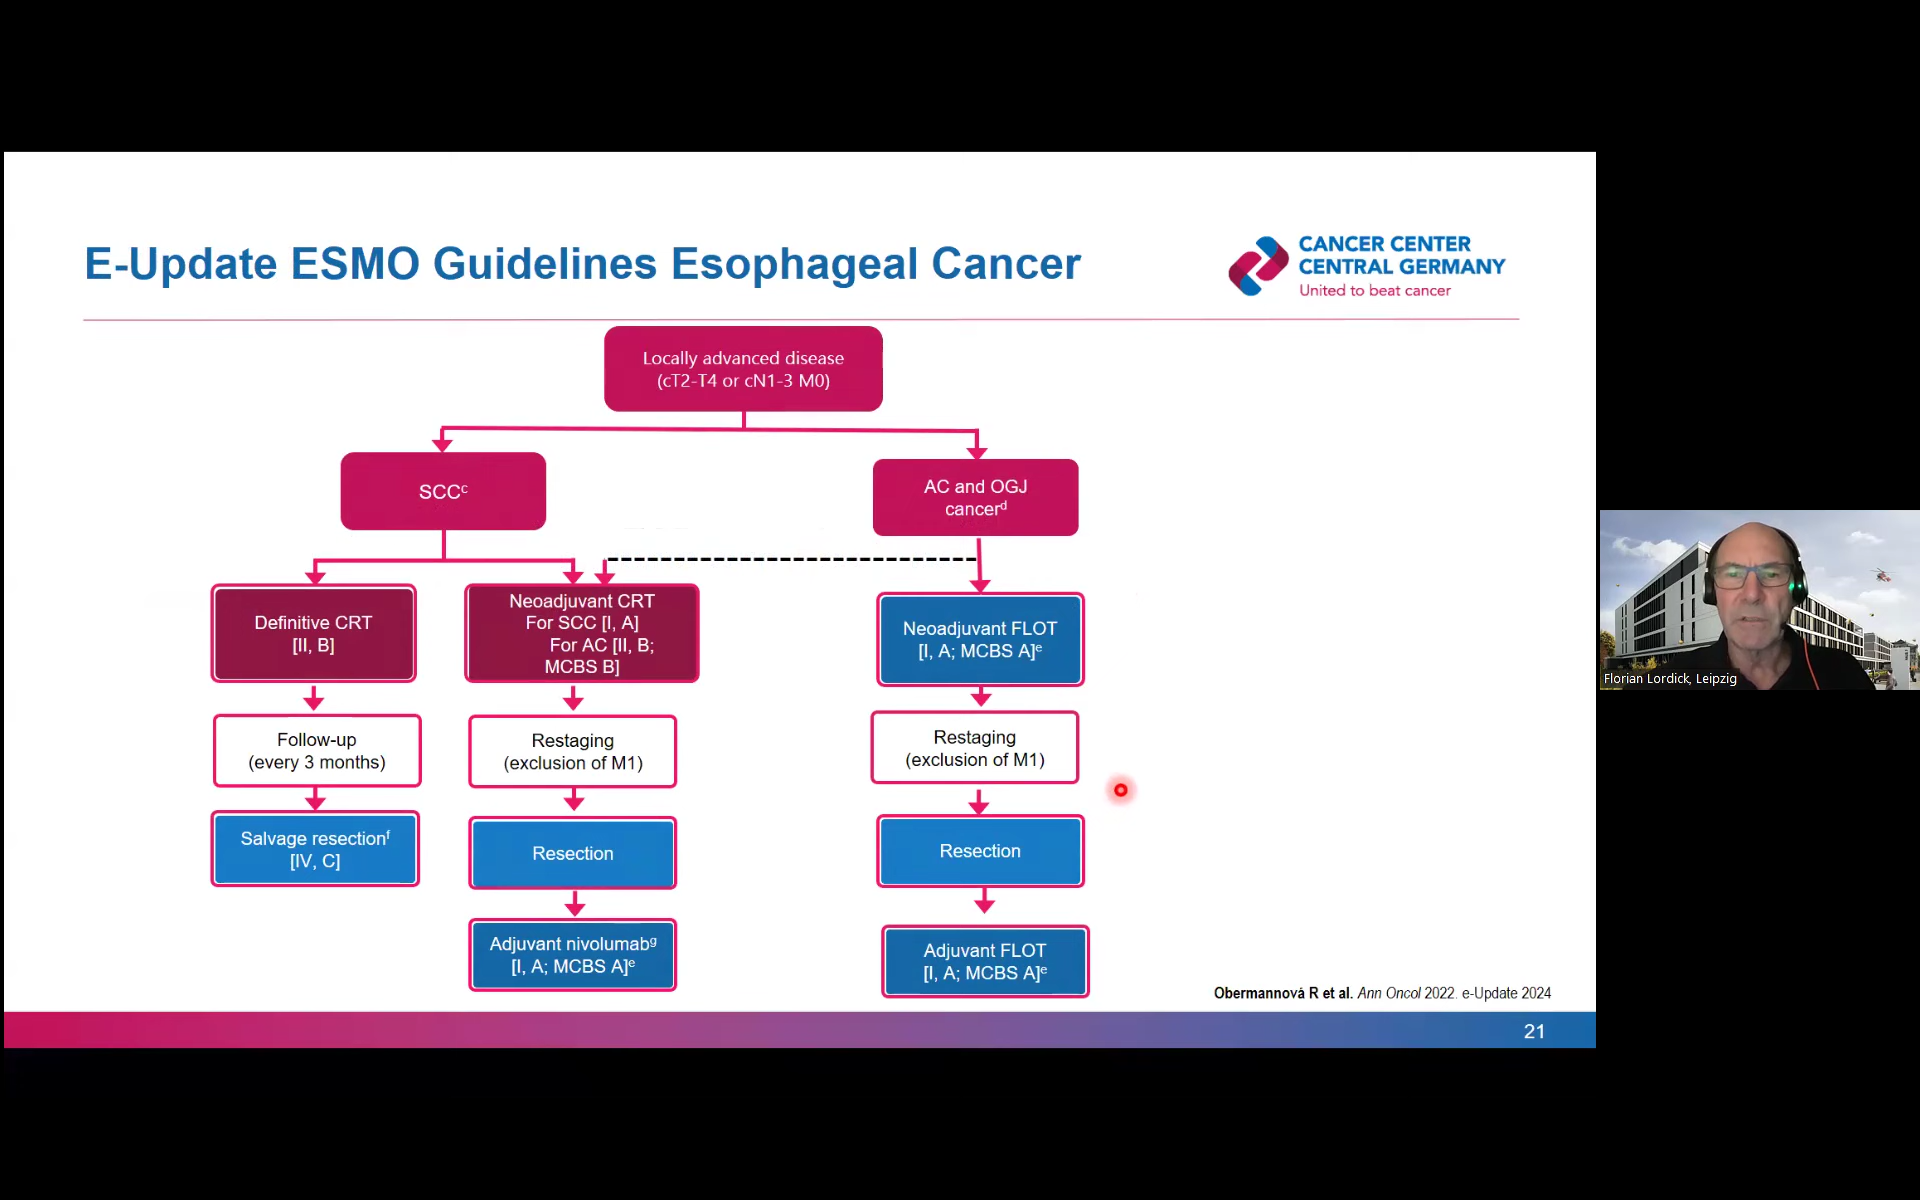 E-Update ESMO Guidelines Esophageal Cancer
CANCER CENTER
CENTRAL GERMANY
United to beat cancer
Locally advanced disease
(cT2-T4 or cN1-3 M0)
SCCᶜ
AC and OGJ
cancerᵈ
Definitive CRT
[II, B]
Neoadjuvant CRT
For SCC [I, A]
For AC [II, B;
MCBS B]
Neoadjuvant FLOT
[I, A; MCBS A]ᵉ
Follow-up
(every 3 months)
Restaging
(exclusion of M1)
Restaging
(exclusion of M1)
Salvage resectionᶠ
[IV, C]
Resection
Resection
Adjuvant nivolumabᵍ
[I, A; MCBS A]ᵉ
Adjuvant FLOT
[I, A; MCBS A]ᵉ
Obermannová R et al. Ann Oncol 2022. e-Update 2024
21
Florian Lordick, Leipzig